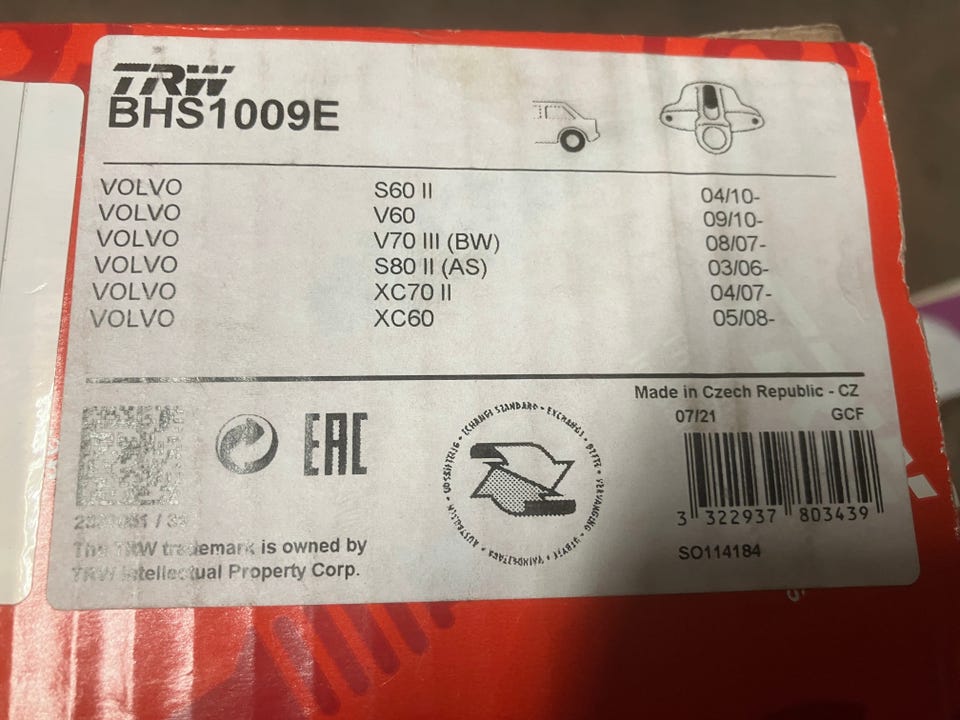 TRW
BHS1009E
VOLVO S60 II 04/10-
VOLVO V60 09/10-
VOLVO V70 III (BW) 08/07-
VOLVO S80 II (AS) 03/06-
VOLVO XC70 II 04/07-
VOLVO XC60 05/08-
Made in Czech Republic - CZ
07/21 GCF
EAC
EXCHANGE STANDARD
3 322937 803439
SO114184
The TRW trademark is owned by
TRW Intellectual Property Corp.